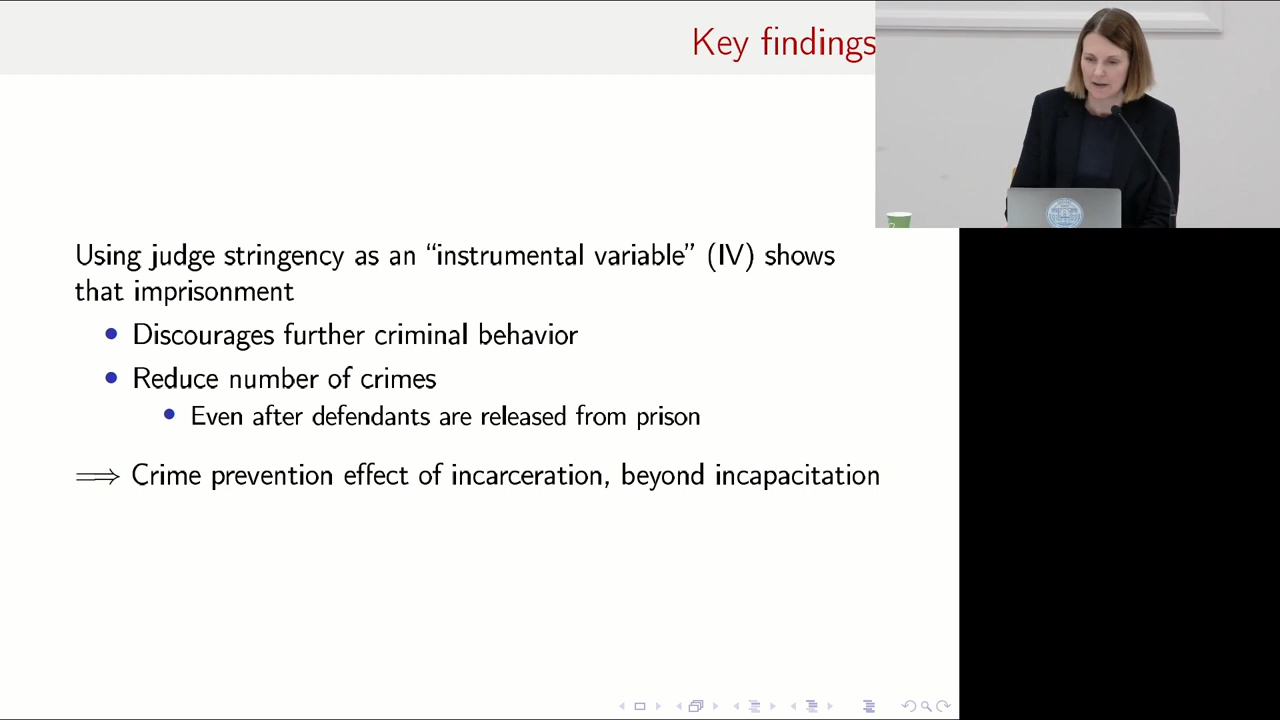 Key findings
Using judge stringency as an “instrumental variable” (IV) shows
that imprisonment
Discourages further criminal behavior
Reduce number of crimes
Even after defendants are released from prison
⟹ Crime prevention effect of incarceration, beyond incapacitation